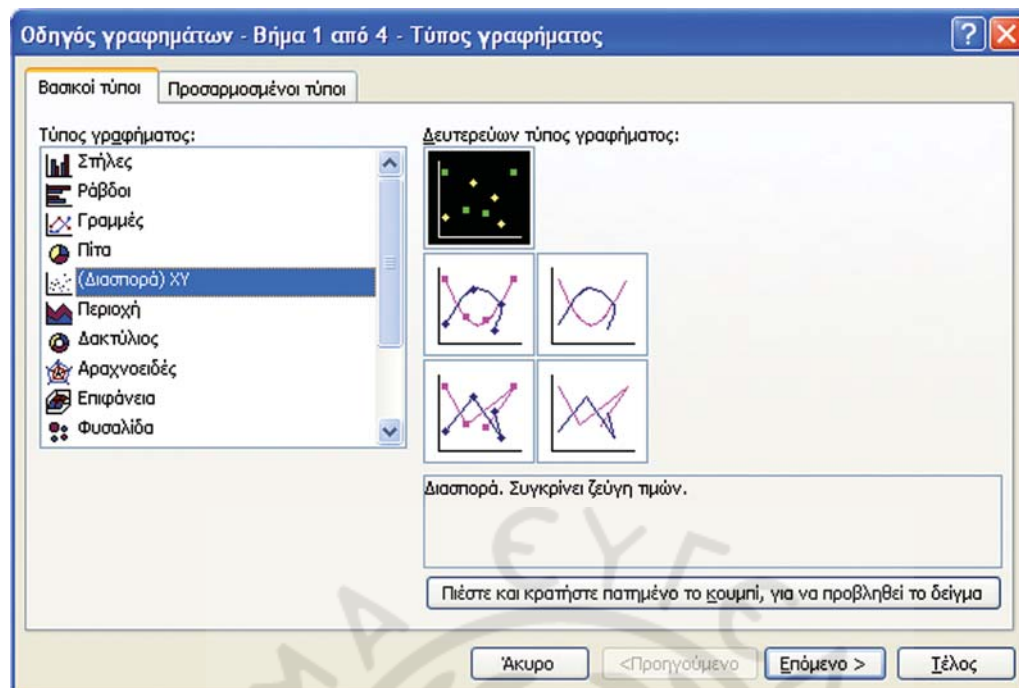 Οδηγός γραφημάτων - Βήμα 1 από 4 - Τύπος γραφήματος
Βασικοί τύποι
Προσαρμοσμένοι τύποι
Τύπος γραφήματος:
Στήλες
Ράβδοι
Γραμμές
Πίτα
(Διασπορά) XY
Περιοχή
Δακτύλιος
Αραχνοειδές
Επιφάνεια
Φυσαλίδα
Δευτερεύων τύπος γραφήματος:
Διασπορά. Συγκρίνει ζεύγη τιμών.
Πιέστε και κρατήστε πατημένο το κουμπί, για να προβληθεί το δείγμα
Άκυρο
<Προηγούμενο
Επόμενο >
Τέλος